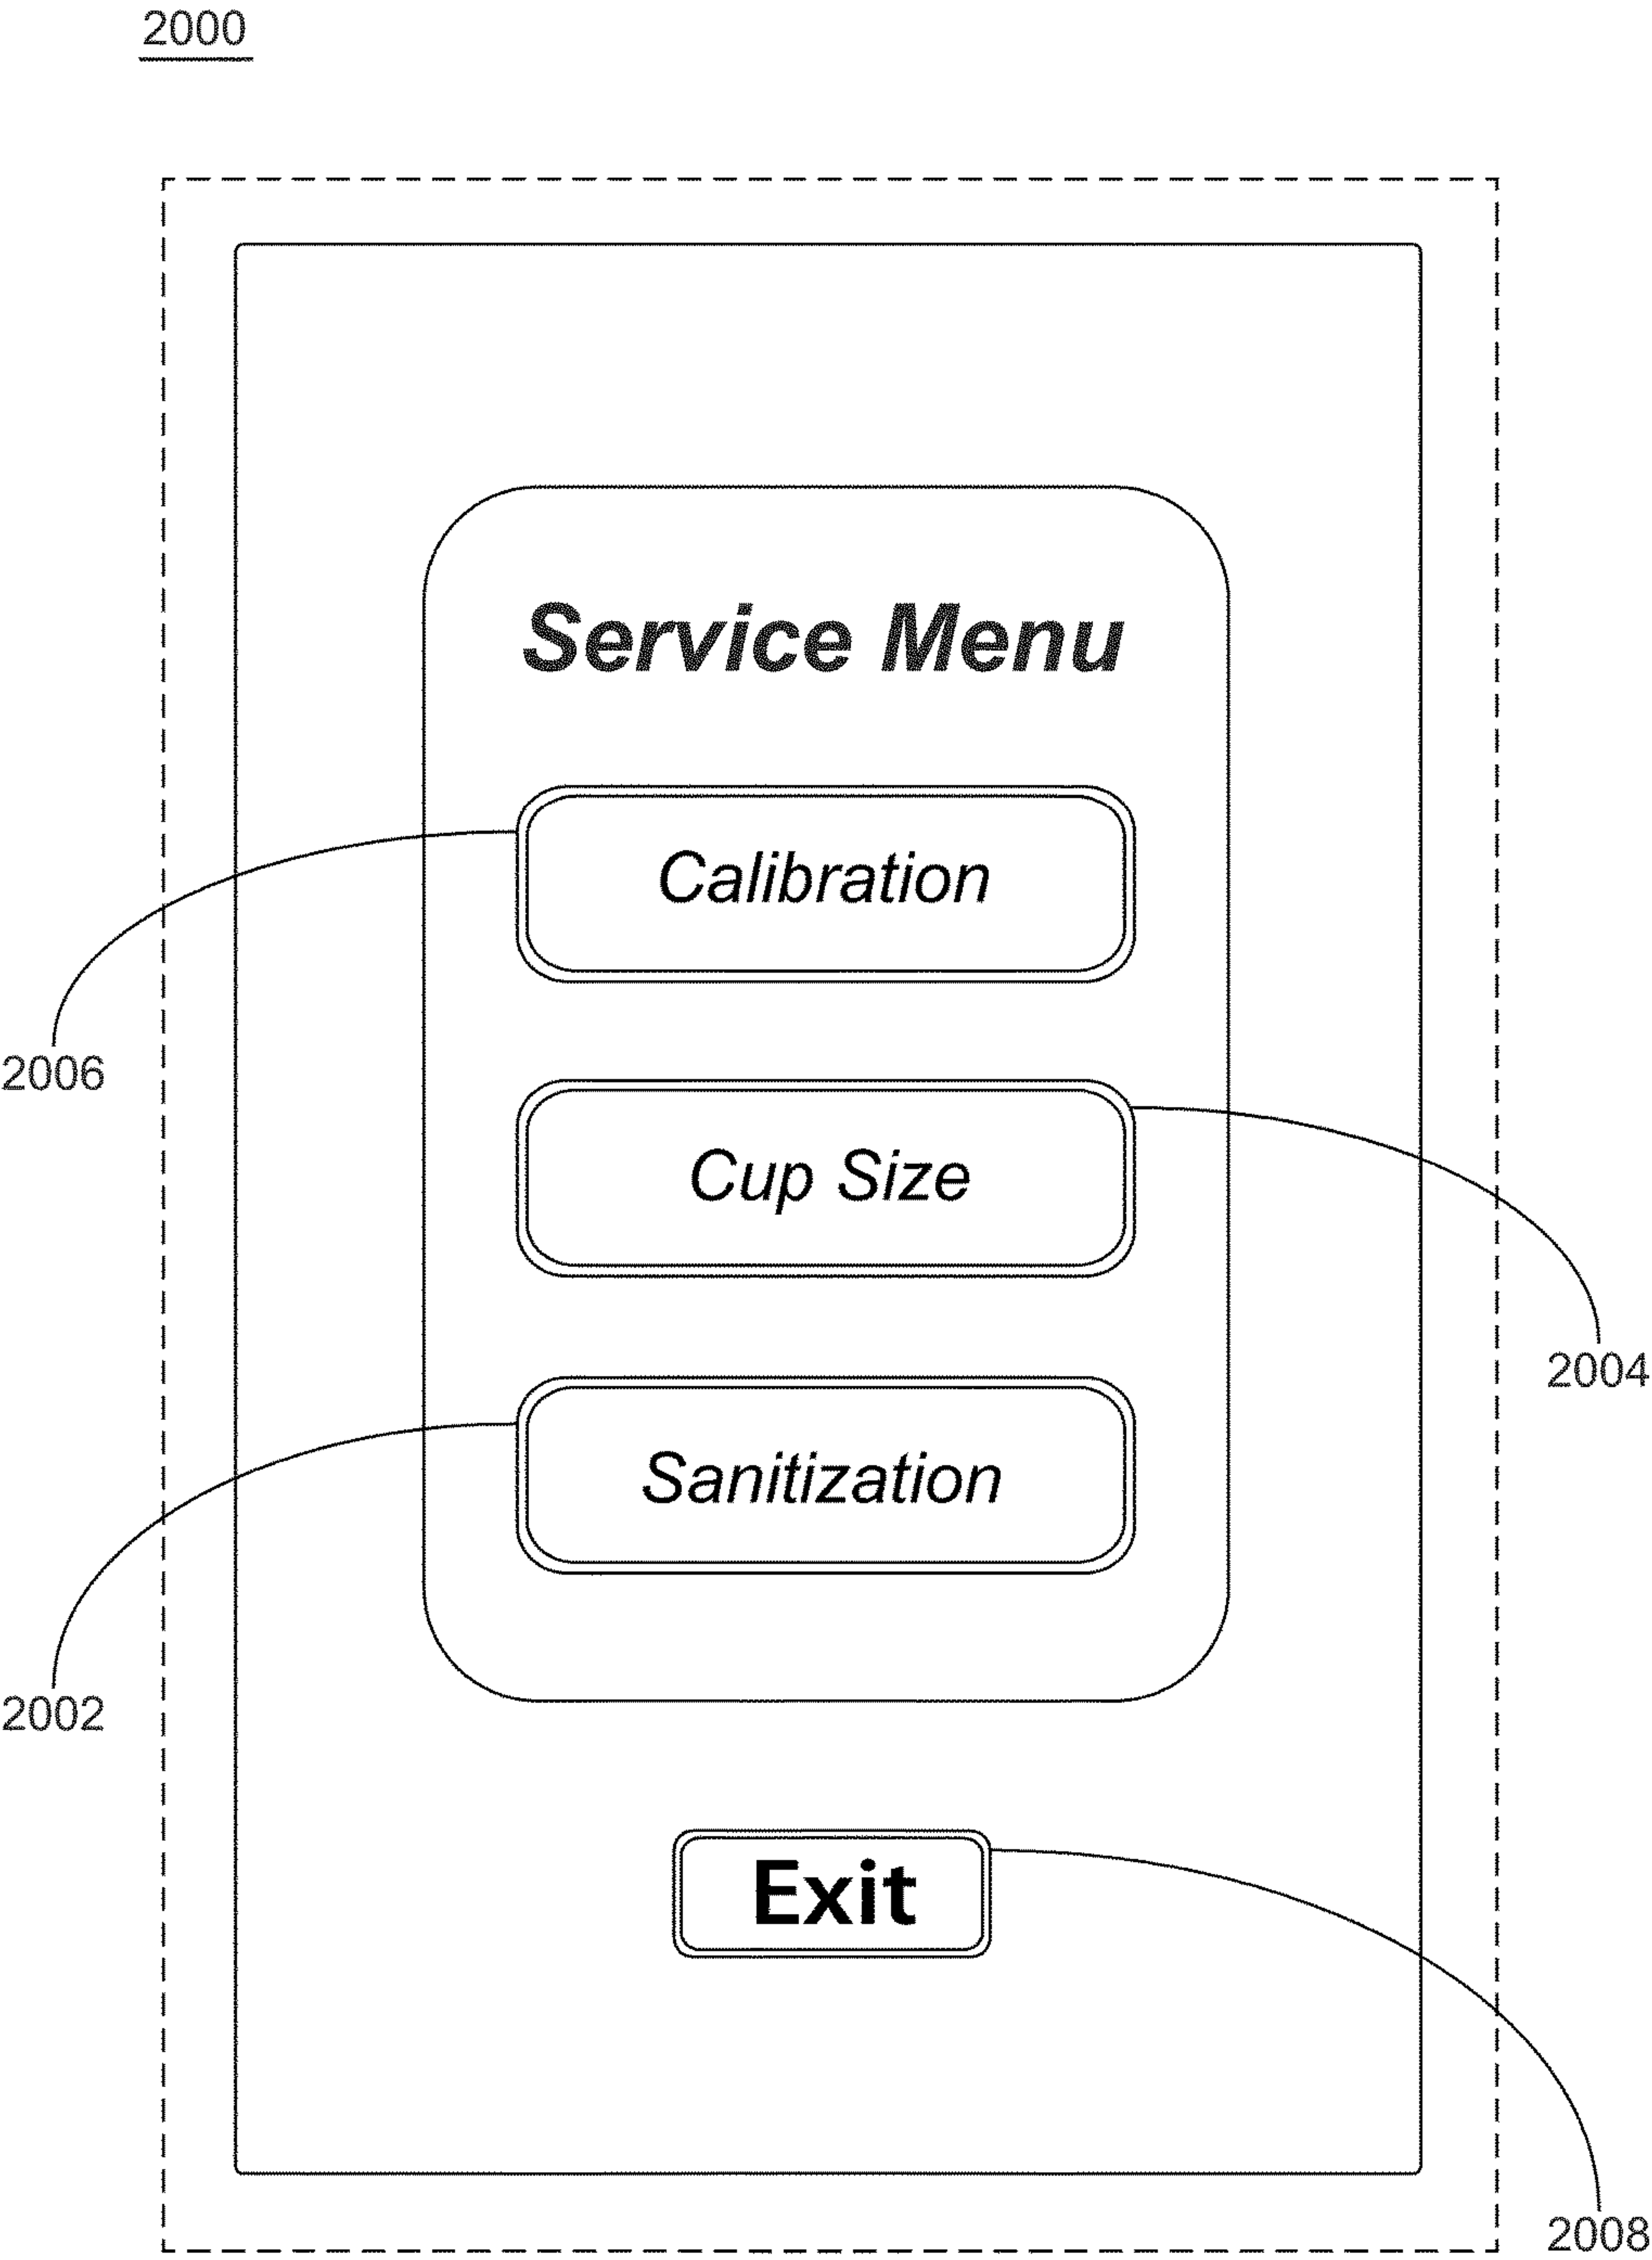 2000
Service Menu
Calibration
2006
Cup Size
2004
Sanitization
2002
Exit
2008